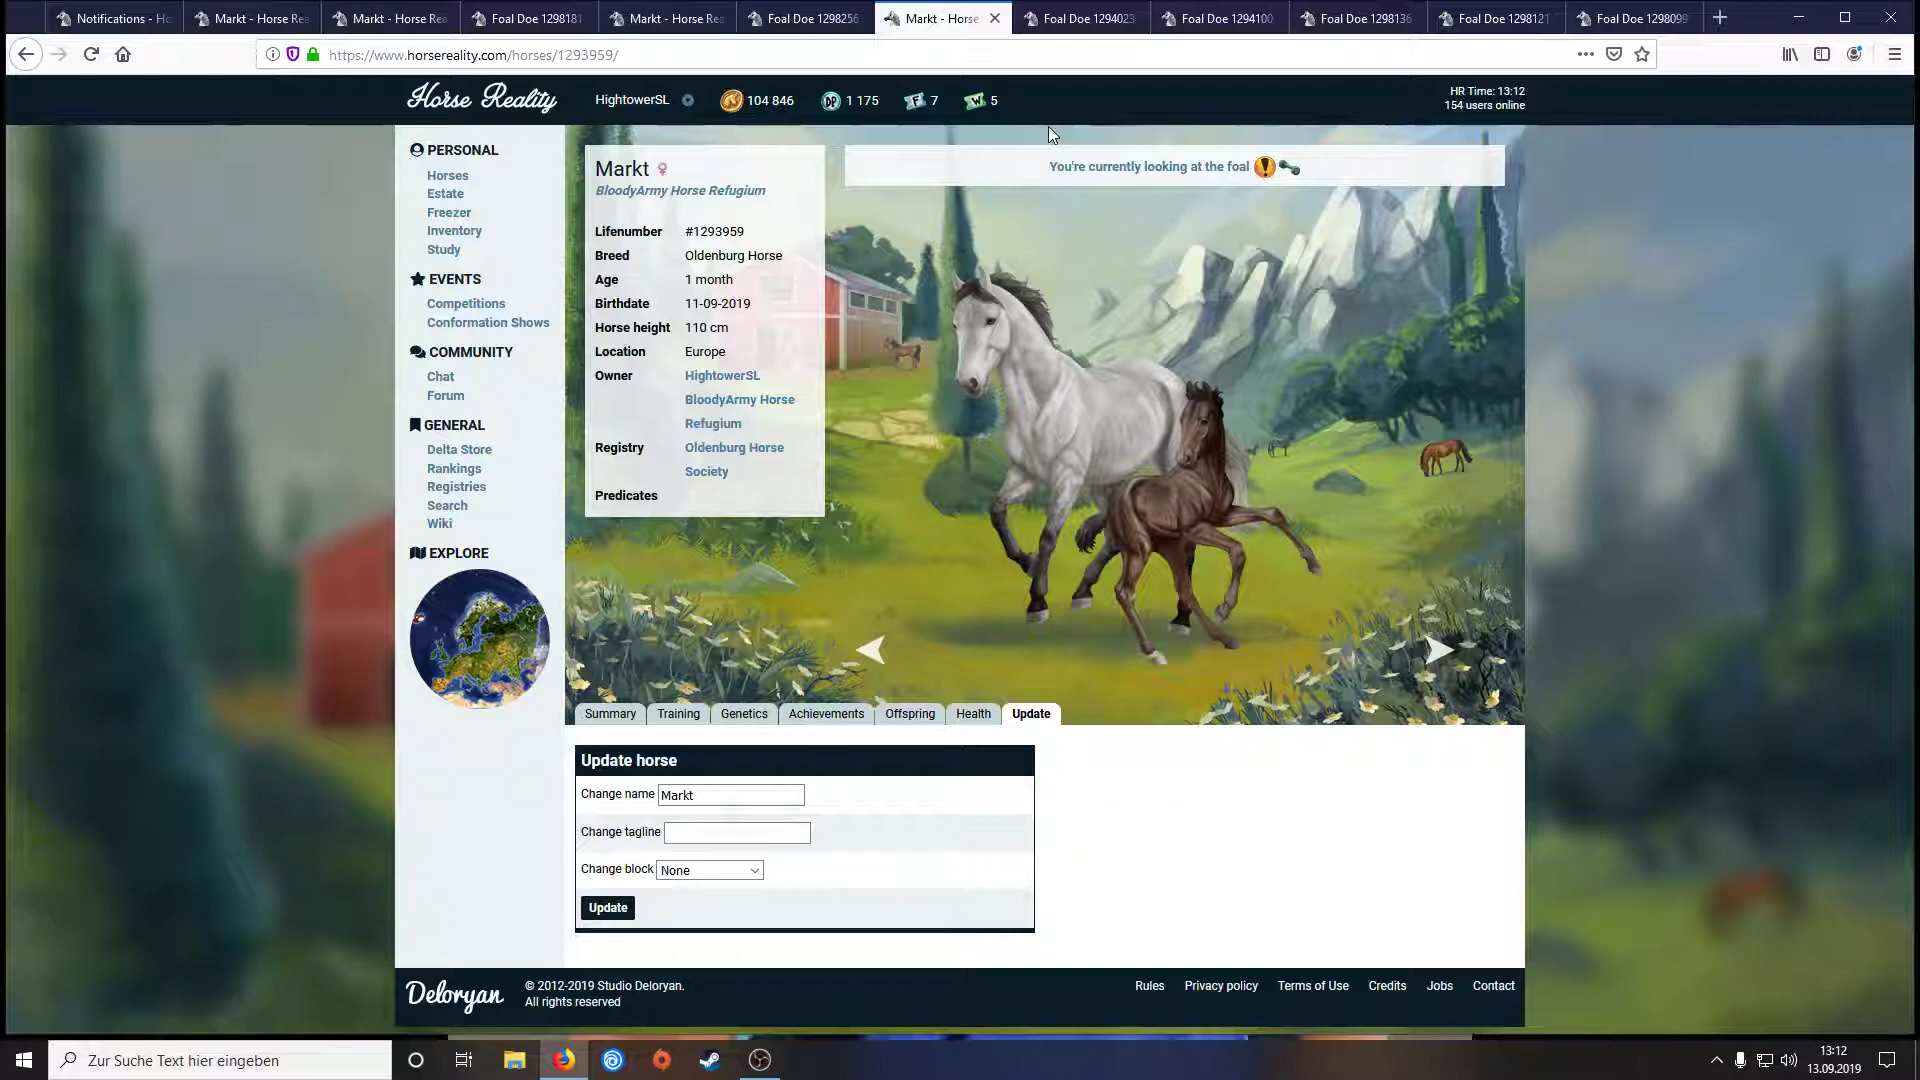 Notifications - Ho
Markt - Horse Rea
Markt - Horse Rea
Foal Doe 1298181
Markt - Horse Rea
Foal Doe 1298256
Markt - Horse
Foal Doe 1294023
Foal Doe 1294100
Foal Doe 1298136
Foal Doe 1298121
Foal Doe 1298099
https://www.horsereality.com/horses/1293959/
Horse Reality
HightowerSL
104 846
DP
1 175
F
7
W
5
HR Time: 13:12
154 users online
PERSONAL
Horses
Estate
Freezer
Inventory
Study
EVENTS
Competitions
Conformation Shows
COMMUNITY
Chat
Forum
GENERAL
Delta Store
Rankings
Registries
Search
Wiki
EXPLORE
Markt
BloodyArmy Horse Refugium
Lifenumber #1293959
Breed Oldenburg Horse
Age 1 month
Birthdate 11-09-2019
Horse height 110 cm
Location Europe
Owner HightowerSL
BloodyArmy Horse
Refugium
Registry Oldenburg Horse
Society
Predicates
You're currently looking at the foal
Summary
Training
Genetics
Achievements
Offspring
Health
Update
Update horse
Change name Markt
Change tagline
Change block None
Update
Deloryan
© 2012-2019 Studio Deloryan.
All rights reserved
Rules
Privacy policy
Terms of Use
Credits
Jobs
Contact
Zur Suche Text hier eingeben
13:12
13.09.2019